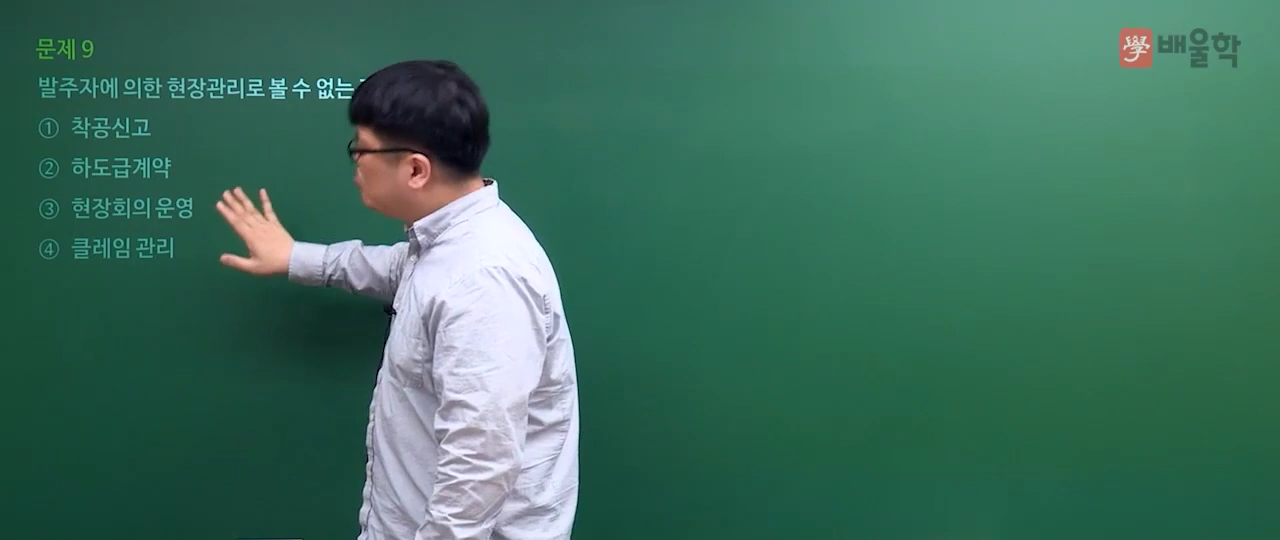 문제 9
발주자에 의한 현장관리로 볼 수 없는
① 착공신고
② 하도급계약
③ 현장회의 운영
④ 클레임 관리
學 배울학